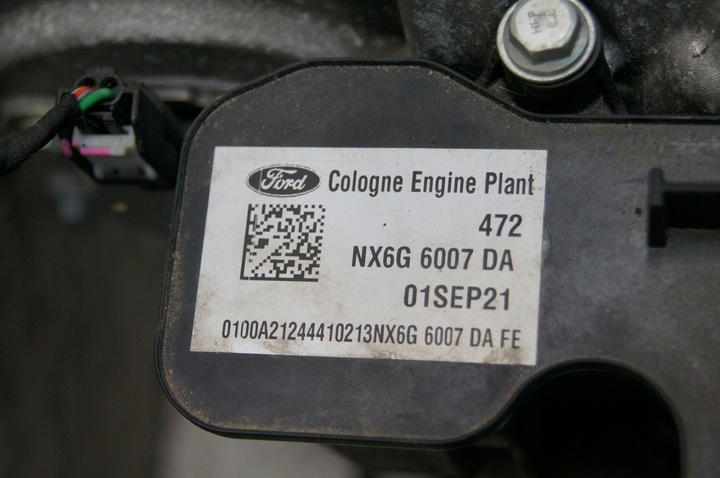 Ford Cologne Engine Plant
472
NX6G 6007 DA
01SEP21
0100A21244410213NX6G 6007 DA FE